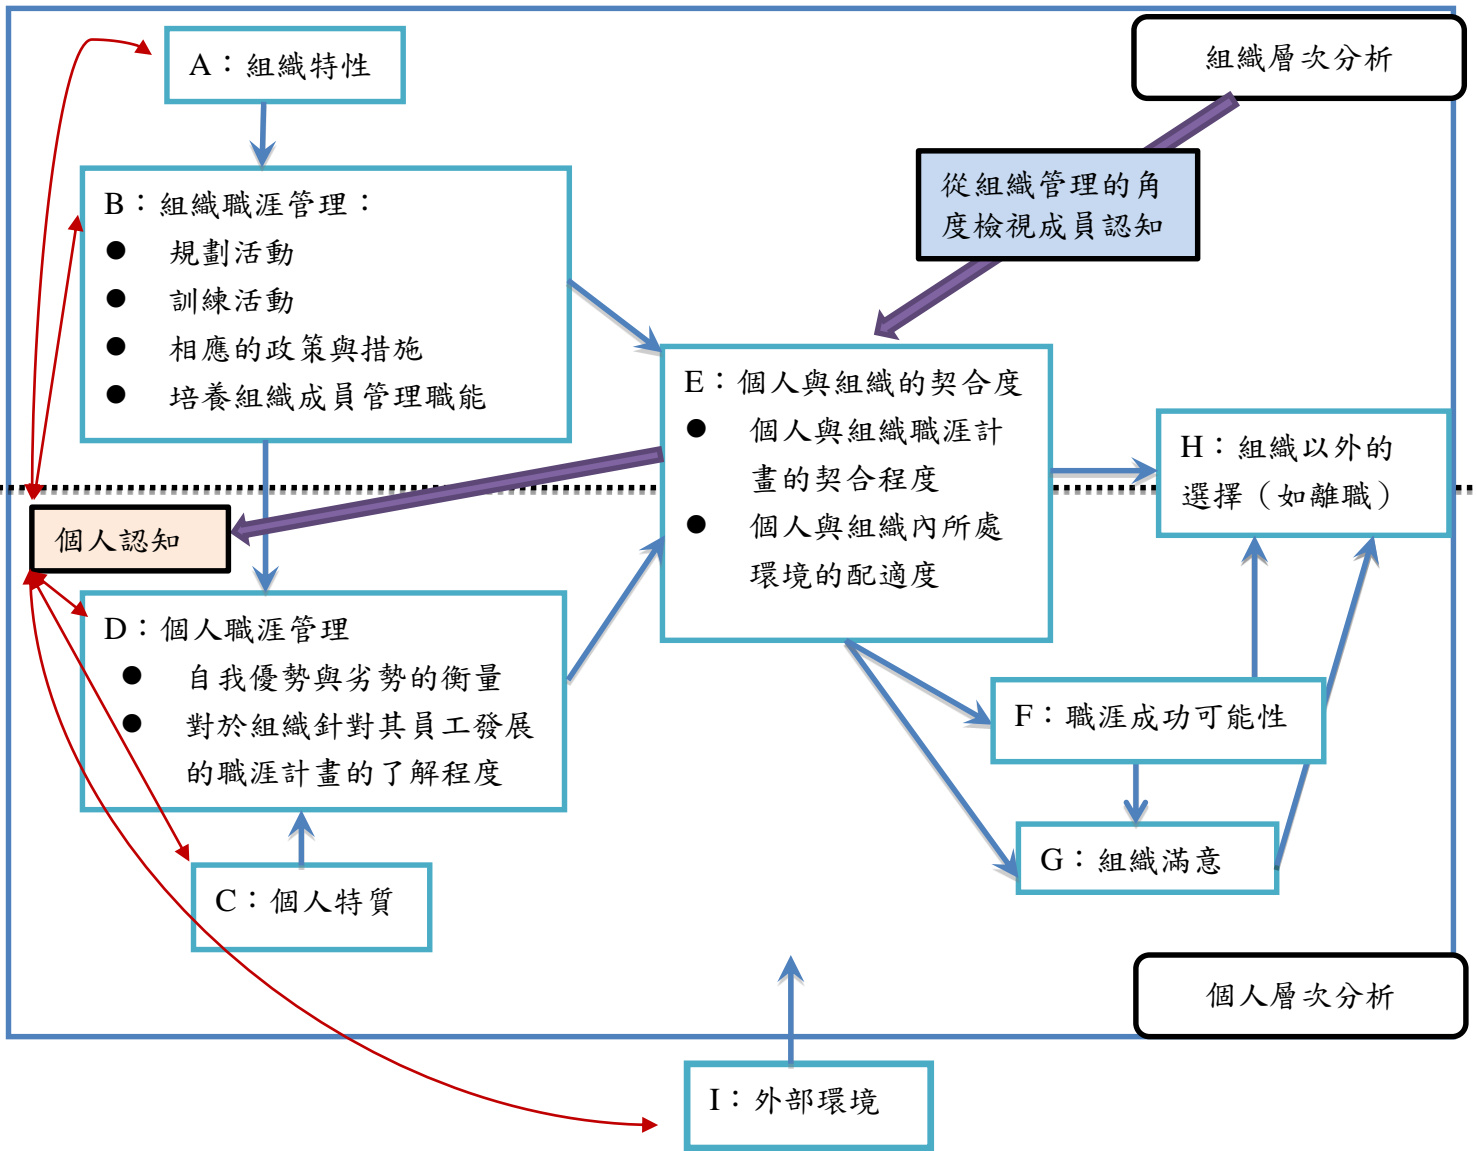 A：組織特性
組織層次分析
從組織管理的角
度檢視成員認知
B：組織職涯管理：
● 規劃活動
● 訓練活動
● 相應的政策與措施
● 培養組織成員管理職能
E：個人與組織的契合度
● 個人與組織職涯計
畫的契合程度
● 個人與組織內所處
環境的配適度
H：組織以外的
選擇（如離職）
個人認知
D：個人職涯管理
● 自我優勢與劣勢的衡量
● 對於組織針對其員工發展
的職涯計畫的了解程度
F：職涯成功可能性
G：組織滿意
C：個人特質
個人層次分析
I：外部環境